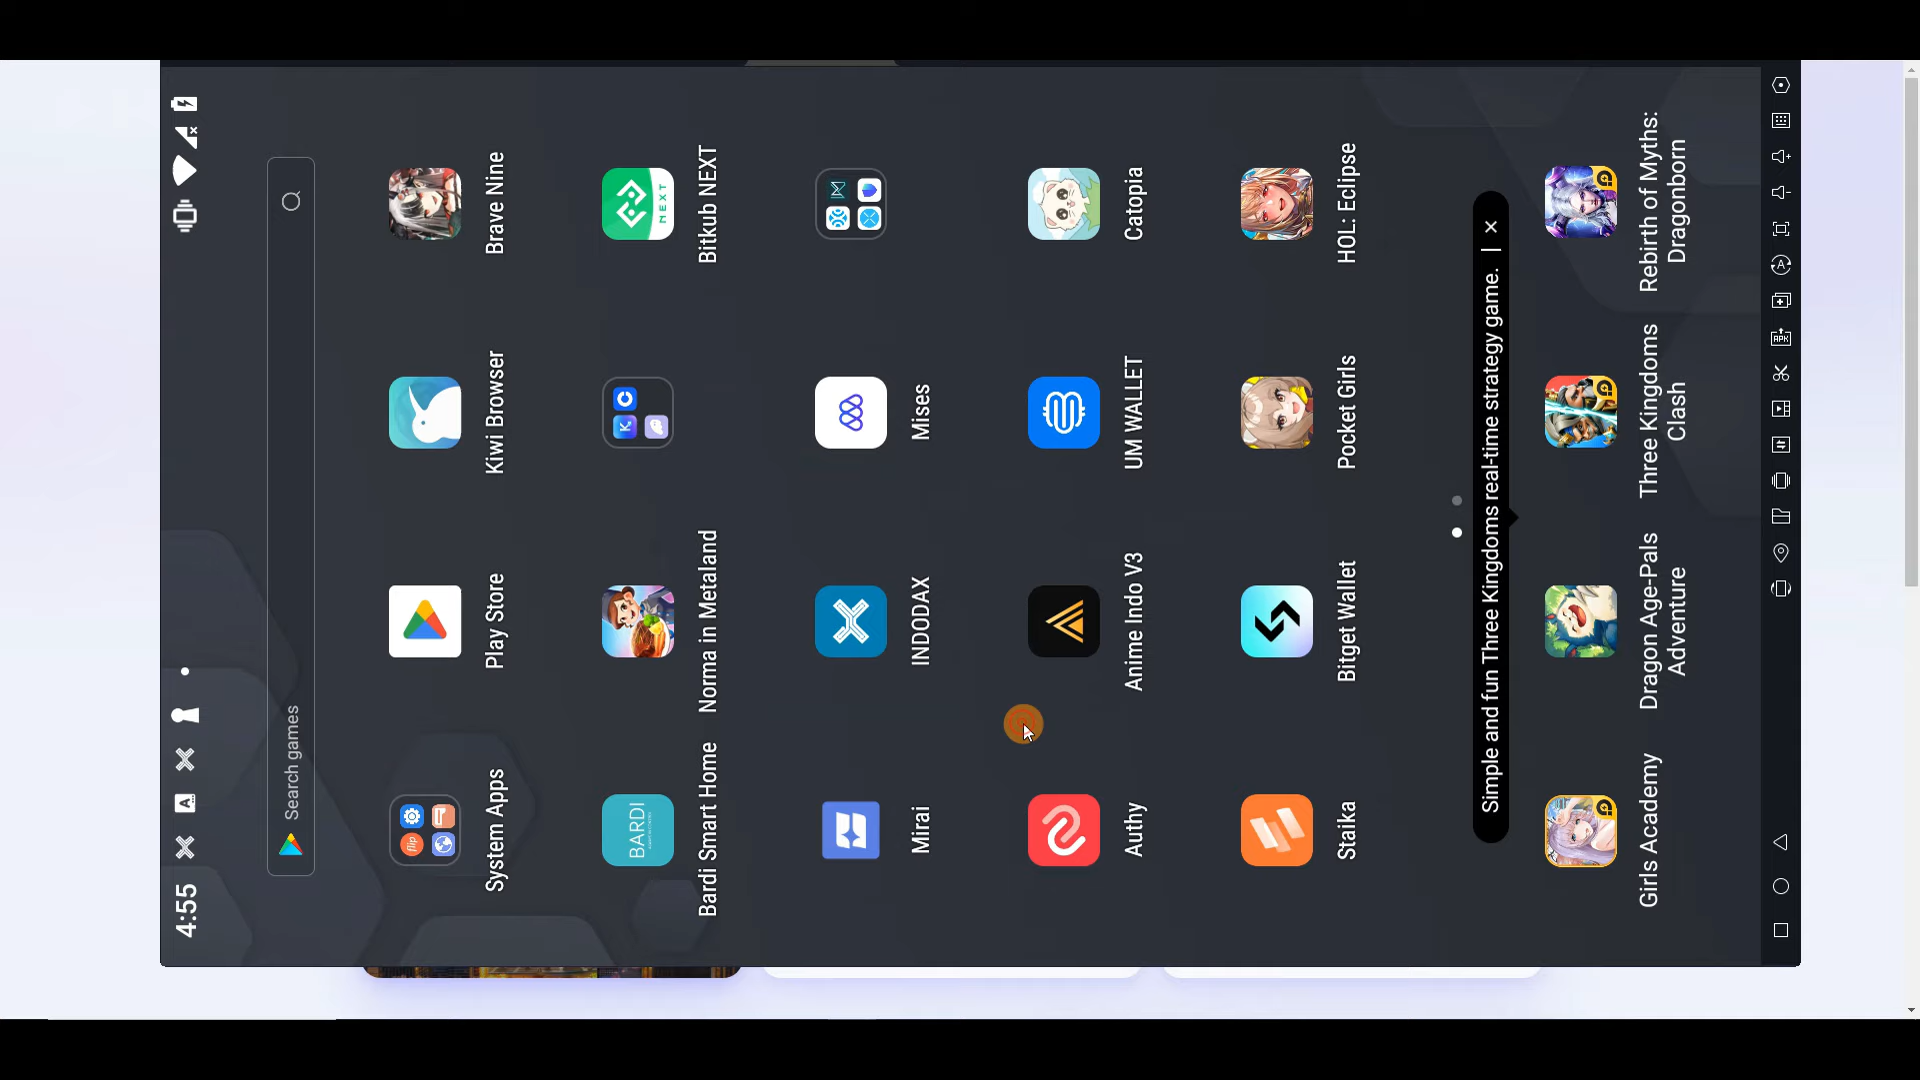 4:55
Search games
System Apps
Play Store
Kiwi Browser
Brave Nine
BARDI
NEXT
Bardi Smart Home
Norma in Metaland
Bitkub NEXT
Mirai
INDODAX
Mises
Authy
Anime Indo V3
UM WALLET
Catopia
Staika
Bitget Wallet
Pocket Girls
HOL: Eclipse
Simple and fun Three Kingdoms real-time strategy game. | ×
Girls Academy
Dragon Age-Pals
Adventure
Three Kingdoms
Clash
Rebirth of Myths:
Dragonborn